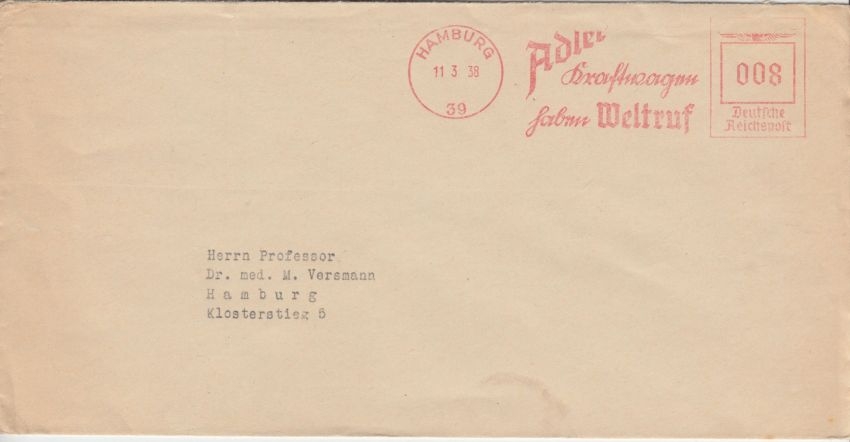 HAMBURG
11 3 38
39
Adler
Kraftwagen
haben Weltruf
008
Deutsche
Reichspost
Herrn Professor
Dr. med. M. Versmann
Hamburg
Klosterstieg 5